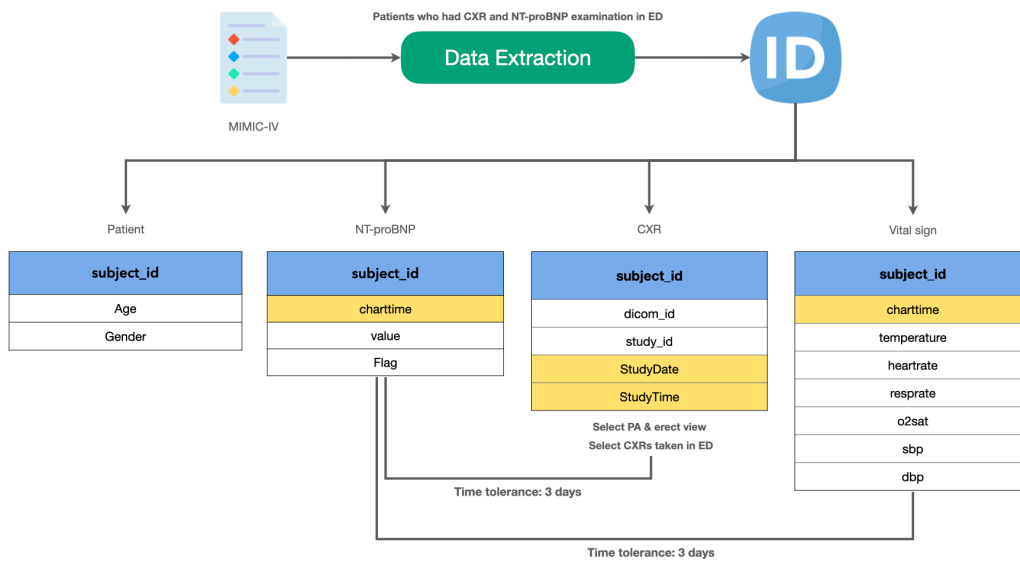 Patients who had CXR and NT-proBNP examination in ED
Data Extraction
ID
MIMIC-IV
Patient
NT-proBNP
CXR
Vital sign
subject_id
Age
Gender
subject_id
charttime
value
Flag
subject_id
dicom_id
study_id
StudyDate
StudyTime
Select PA & erect view
Select CXRs taken in ED
subject_id
charttime
temperature
heartrate
resprate
o2sat
sbp
dbp
Time tolerance: 3 days
Time tolerance: 3 days